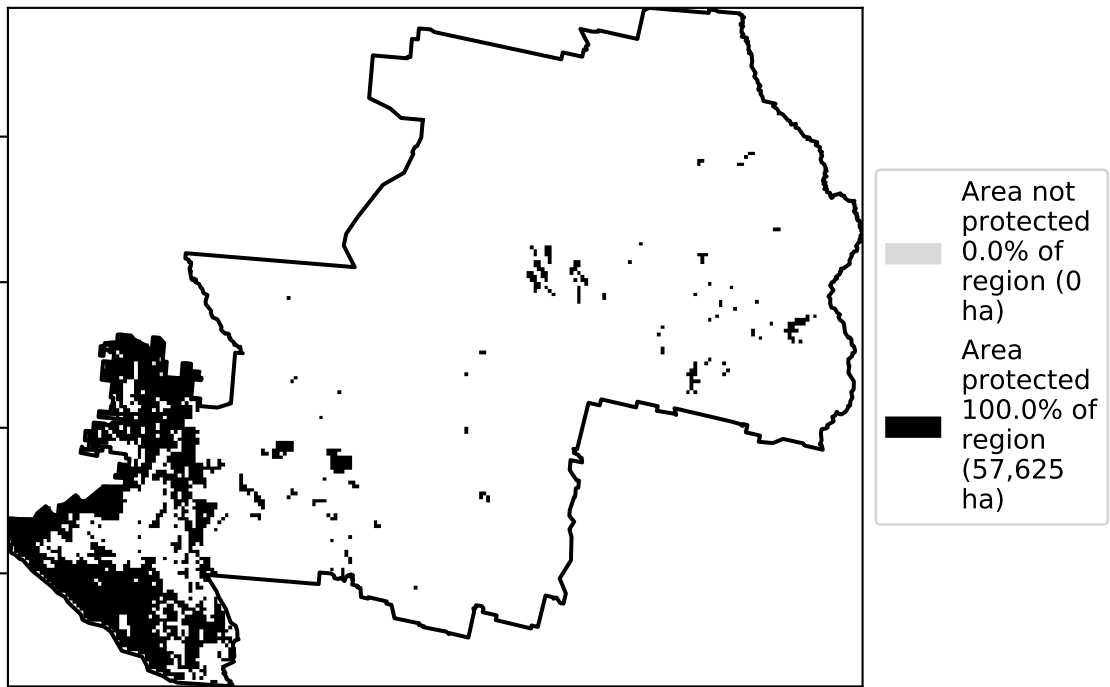 Area not
protected
0.0% of
region (0
ha)
Area
protected
100.0% of
region
(57,625
ha)